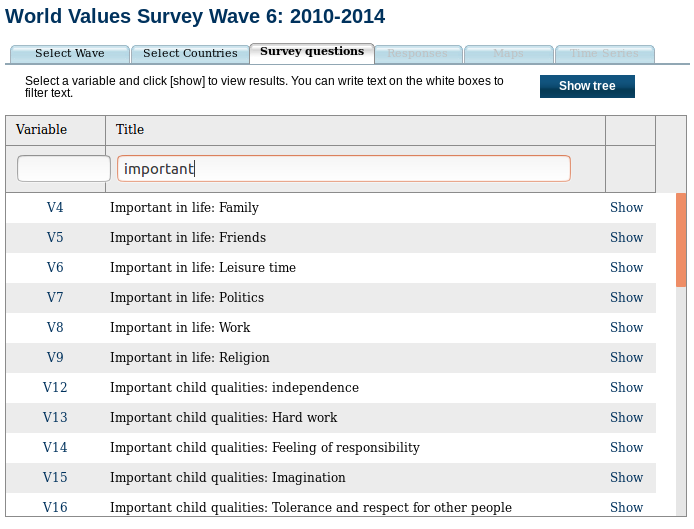 World Values Survey Wave 6: 2010-2014
Select Wave Select Countries Survey questions Responses Maps Time Series
Select a variable and click [show] to view results. You can write text on the white boxes to
filter text.
Show tree
Variable Title
important
V4 Important in life: Family Show
V5 Important in life: Friends Show
V6 Important in life: Leisure time Show
V7 Important in life: Politics Show
V8 Important in life: Work Show
V9 Important in life: Religion Show
V12 Important child qualities: independence Show
V13 Important child qualities: Hard work Show
V14 Important child qualities: Feeling of responsibility Show
V15 Important child qualities: Imagination Show
V16 Important child qualities: Tolerance and respect for other people Show